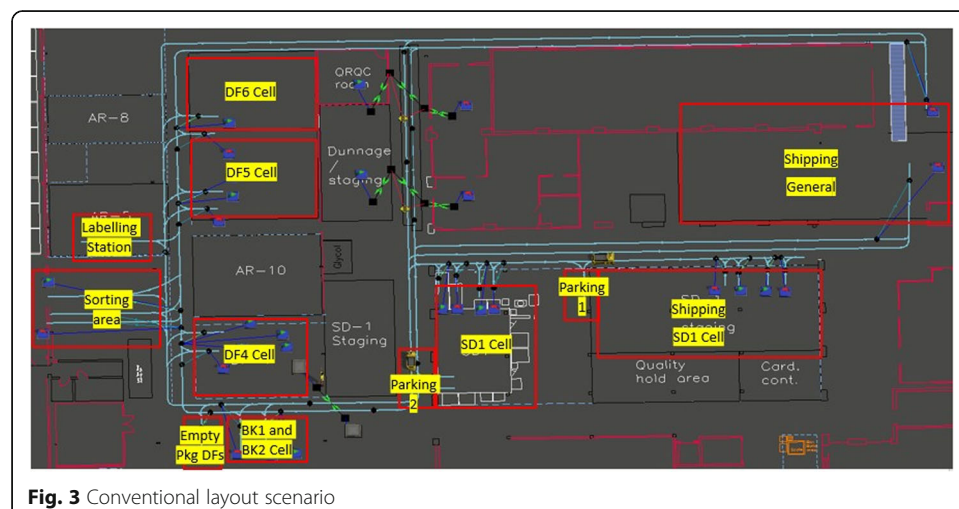 QRQC
room
DF6 Cell
AR-8
Dunnage
/
staging
DF5 Cell
Shipping
General
Labelling
Station
AR-10
Qycol
Sorting
area
Parking
1
Shipping
staging
SD1 Cell
SD-1
Staging
SD1 Cell
DF4 Cell
Parking
2
Quality
hold area
Card.
cont.
Empty
Pkg DFs
BK1 and
BK2 Cell
Fig. 3 Conventional layout scenario